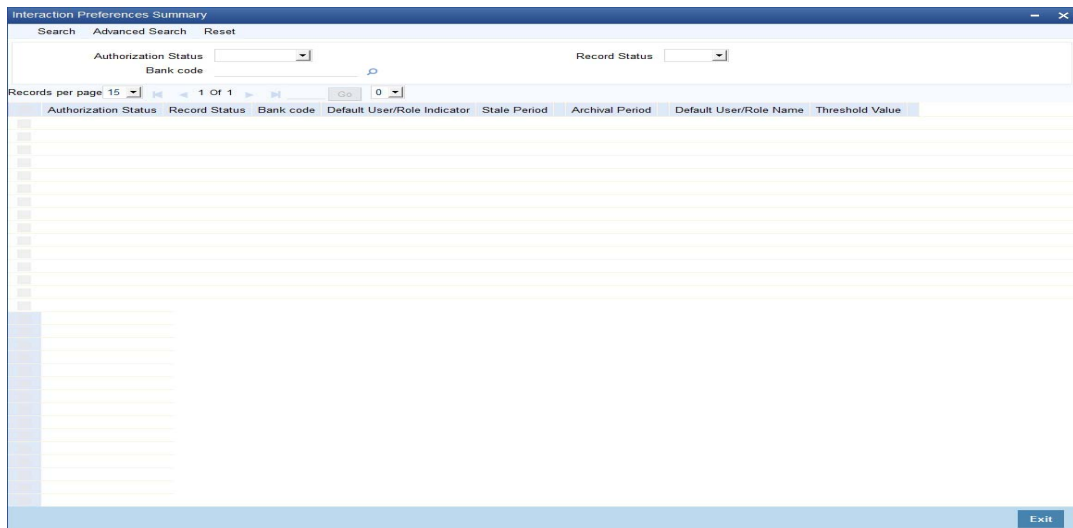 Interaction Preferences Summary
Search Advanced Search Reset
Authorization Status Record Status
Bank code
Records per page 15 1 Of 1 Go 0
Authorization Status Record Status Bank code Default User/Role Indicator Stale Period Archival Period Default User/Role Name Threshold Value
Exit